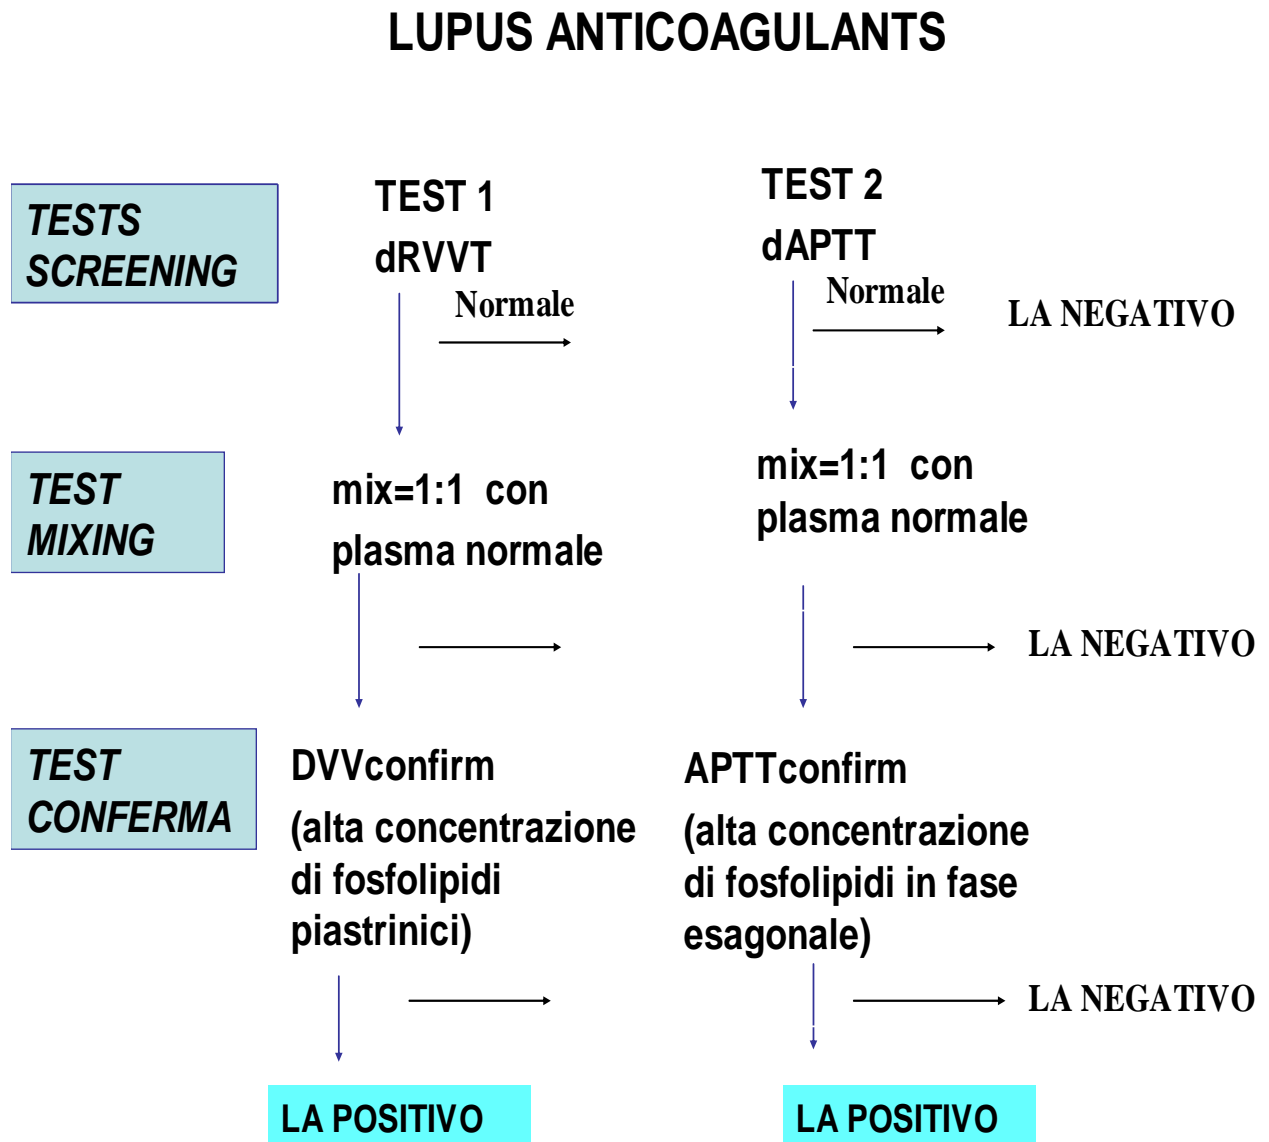 LUPUS ANTICOAGULANTS
TESTS
SCREENING
TEST 1
dRVVT
Normale
TEST 2
dAPTT
Normale
LA NEGATIVO
TEST
MIXING
mix=1:1 con
plasma normale
mix=1:1 con
plasma normale
LA NEGATIVO
TEST
CONFERMA
DVVconfirm
(alta concentrazione
di fosfolipidi
piastrinici)
APTTconfirm
(alta concentrazione
di fosfolipidi in fase
esagonale)
LA NEGATIVO
LA POSITIVO
LA POSITIVO